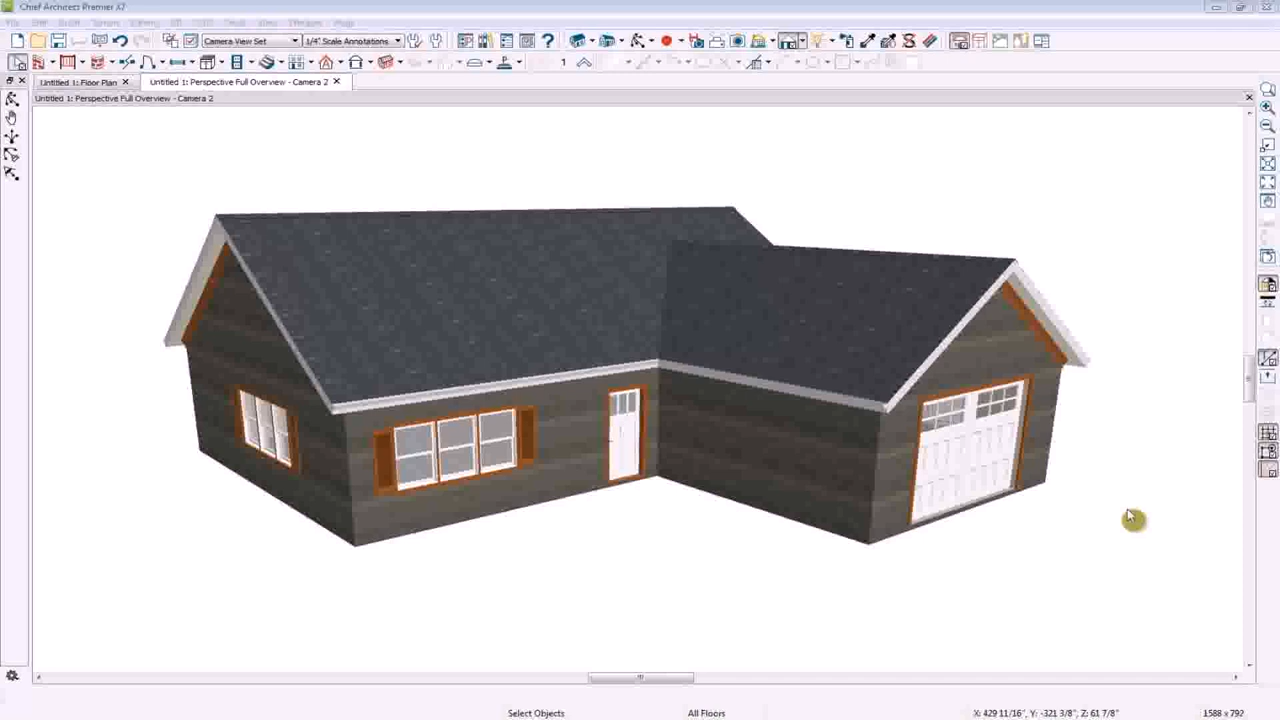 Chief Architect Premier X7
Camera View Set
1/4" Scale Annotations
1
Untitled 1: Floor Plan
Untitled 1: Perspective Full Overview - Camera 2
Untitled 1: Perspective Full Overview - Camera 2
Select Objects
All Floors
X: 429 11/16", Y: -321 3/8"; Z: 61 7/8"
1588 x 792